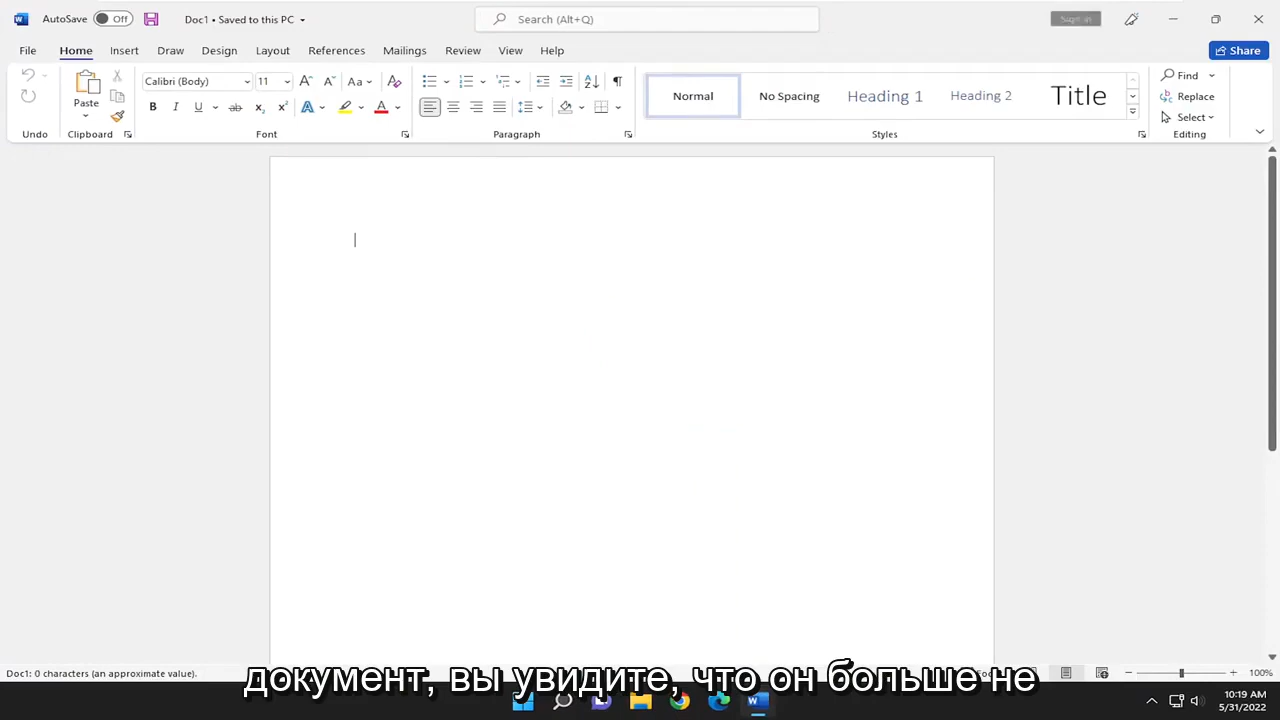 AutoSave Off Doc1 • Saved to this PC Search (Alt+Q) Sign in
File Home Insert Draw Design Layout References Mailings Review View Help Share
Calibri (Body) 11 Aa
Paste
Normal No Spacing Heading 1 Heading 2 Title
Find
Replace
Select
Undo Clipboard Font Paragraph Styles Editing
Doc1: 0 characters (an approximate value). 100%
документ, вы увидите, что он больше не
10:19 AM
5/31/2022